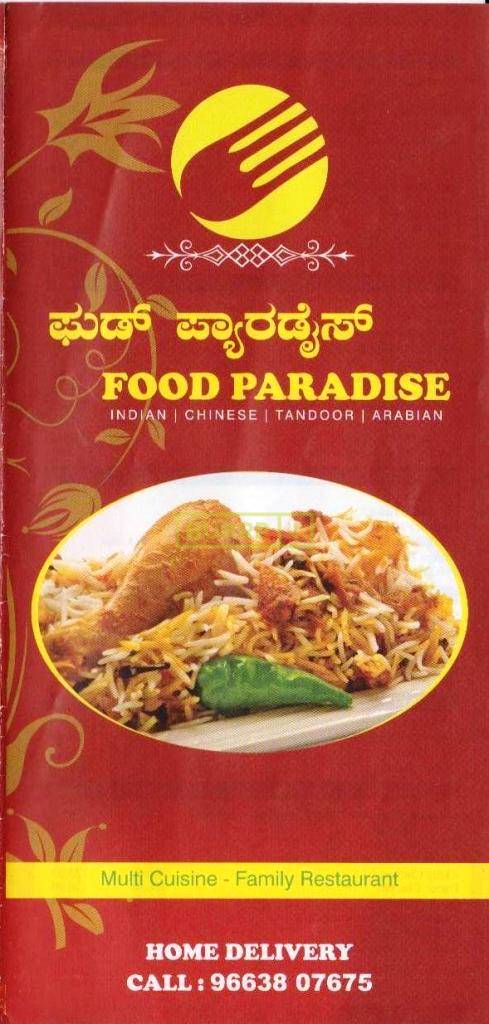 ಫುಡ್ ಪ್ಯಾರಡೈಸ್
FOOD PARADISE
INDIAN | CHINESE | TANDOOR | ARABIAN
Multi Cuisine - Family Restaurant
HOME DELIVERY
CALL : 96638 07675